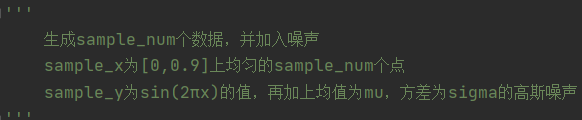 '''
生成sample_num个数据，并加入噪声
sample_x为[0,0.9]上均匀的sample_num个点
sample_y为sin(2πx)的值，再加上均值为mu，方差为sigma的高斯噪声
'''